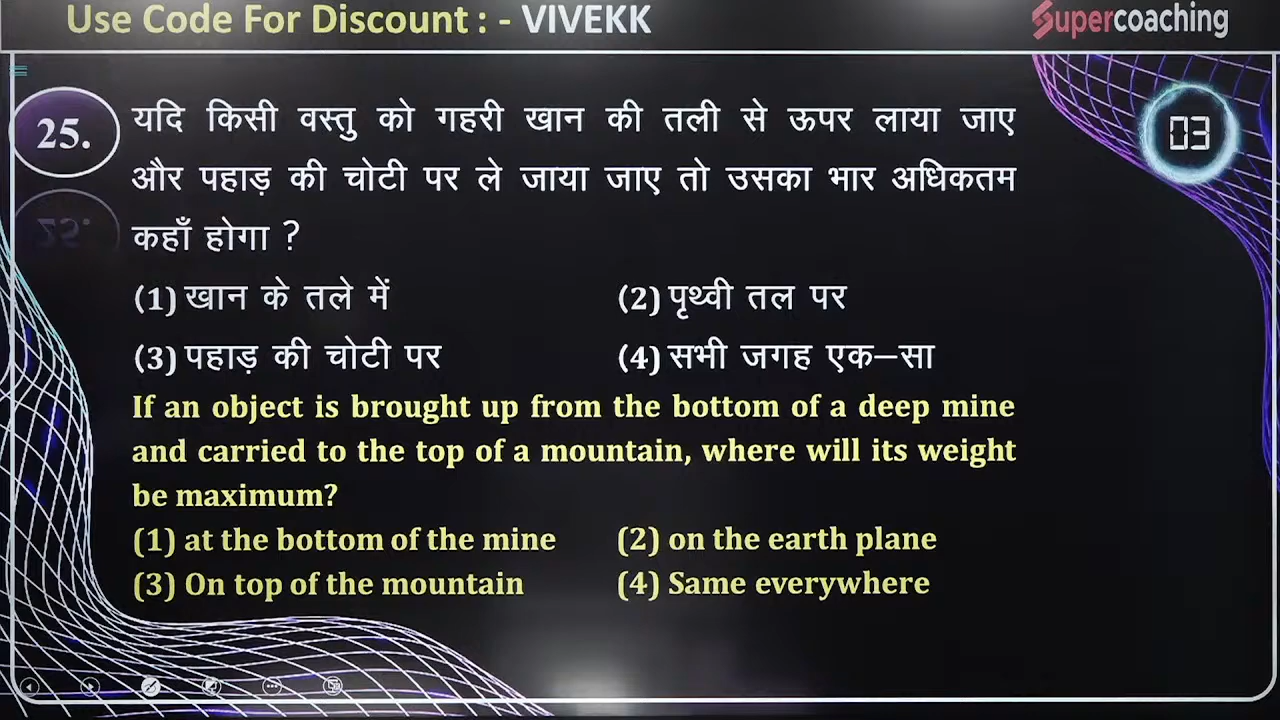 Use Code For Discount : - VIVEKK
Supercoaching
25.
03
यदि किसी वस्तु को गहरी खान की तली से ऊपर लाया जाए
और पहाड़ की चोटी पर ले जाया जाए तो उसका भार अधिकतम
कहाँ होगा ?
(1) खान के तले में (2) पृथ्वी तल पर
(3) पहाड़ की चोटी पर (4) सभी जगह एक–सा
If an object is brought up from the bottom of a deep mine
and carried to the top of a mountain, where will its weight
be maximum?
(1) at the bottom of the mine (2) on the earth plane
(3) On top of the mountain (4) Same everywhere